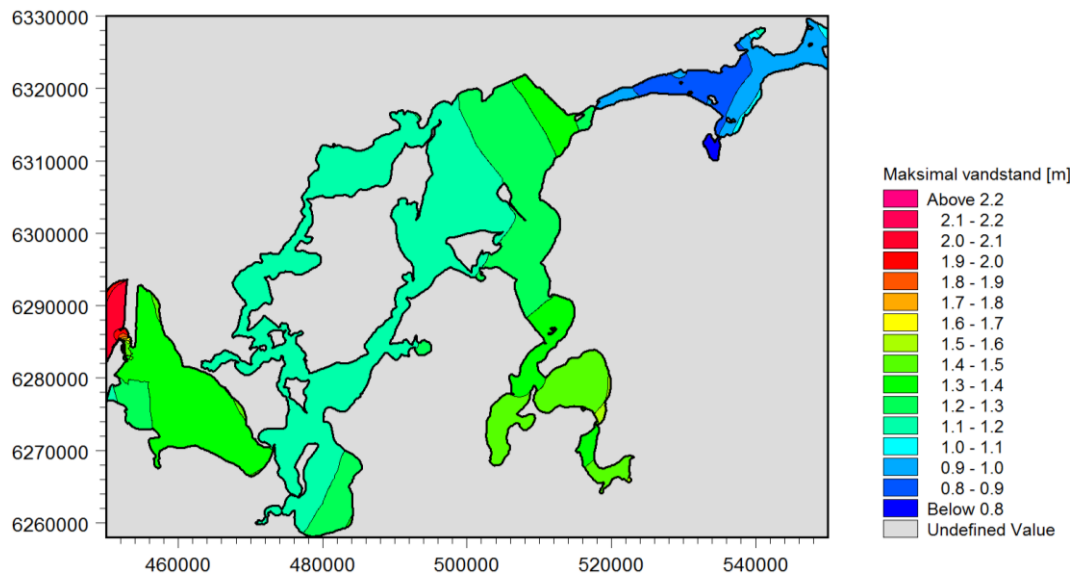 6330000
6320000
6310000
6300000
6290000
6280000
6270000
6260000
460000 480000 500000 520000 540000
Maksimal vandstand [m]
Above 2.2
2.1 - 2.2
2.0 - 2.1
1.9 - 2.0
1.8 - 1.9
1.7 - 1.8
1.6 - 1.7
1.5 - 1.6
1.4 - 1.5
1.3 - 1.4
1.2 - 1.3
1.1 - 1.2
1.0 - 1.1
0.9 - 1.0
0.8 - 0.9
Below 0.8
Undefined Value